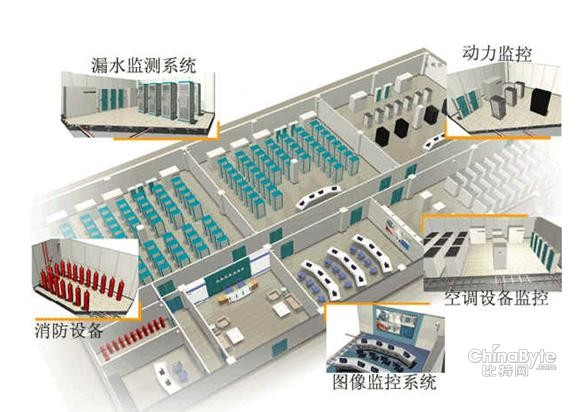 漏水监测系统
动力监控
消防设备
空调设备监控
图像监控系统
ChinaByte
比特网